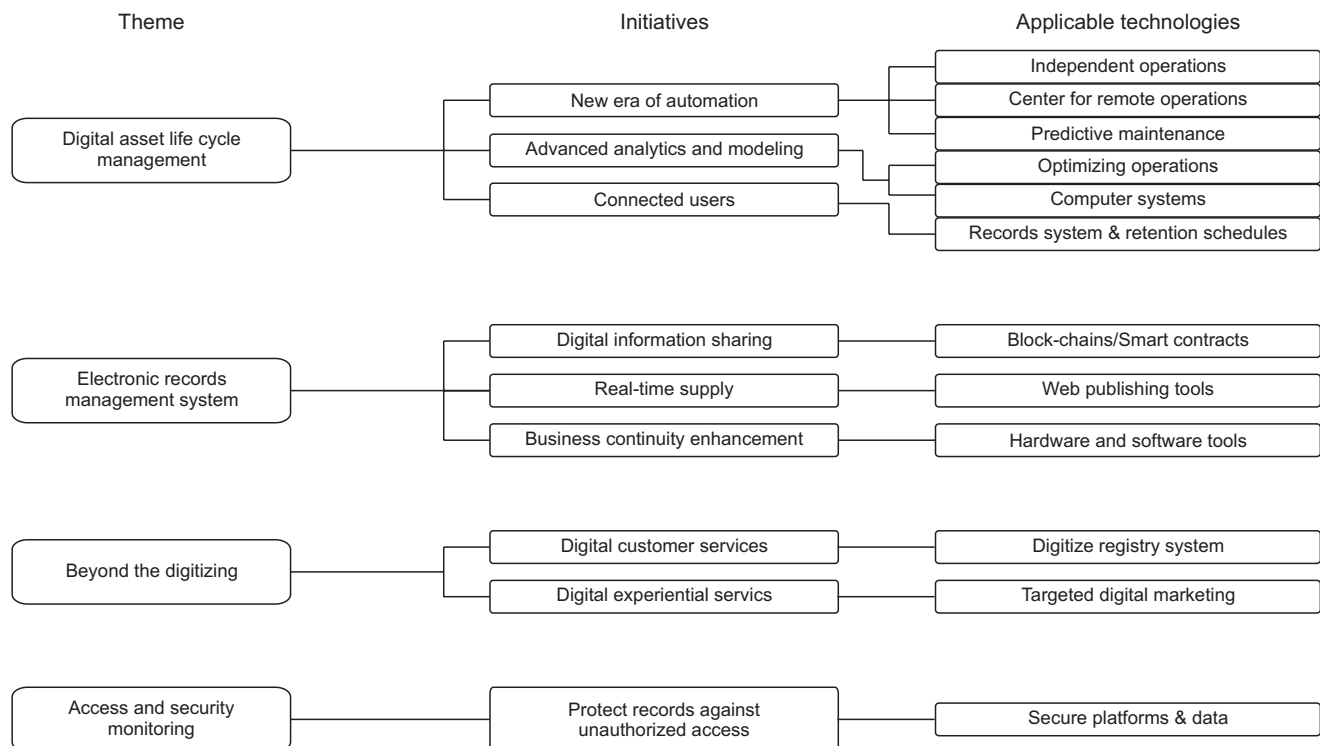 Theme
Initiatives
Applicable technologies
Digital asset life cycle
management
New era of automation
Advanced analytics and modeling
Connected users
Independent operations
Center for remote operations
Predictive maintenance
Optimizing operations
Computer systems
Records system & retention schedules
Electronic records
management system
Digital information sharing
Real-time supply
Business continuity enhancement
Block-chains/Smart contracts
Web publishing tools
Hardware and software tools
Beyond the digitizing
Digital customer services
Digital experiential servics
Digitize registry system
Targeted digital marketing
Access and security
monitoring
Protect records against
unauthorized access
Secure platforms & data